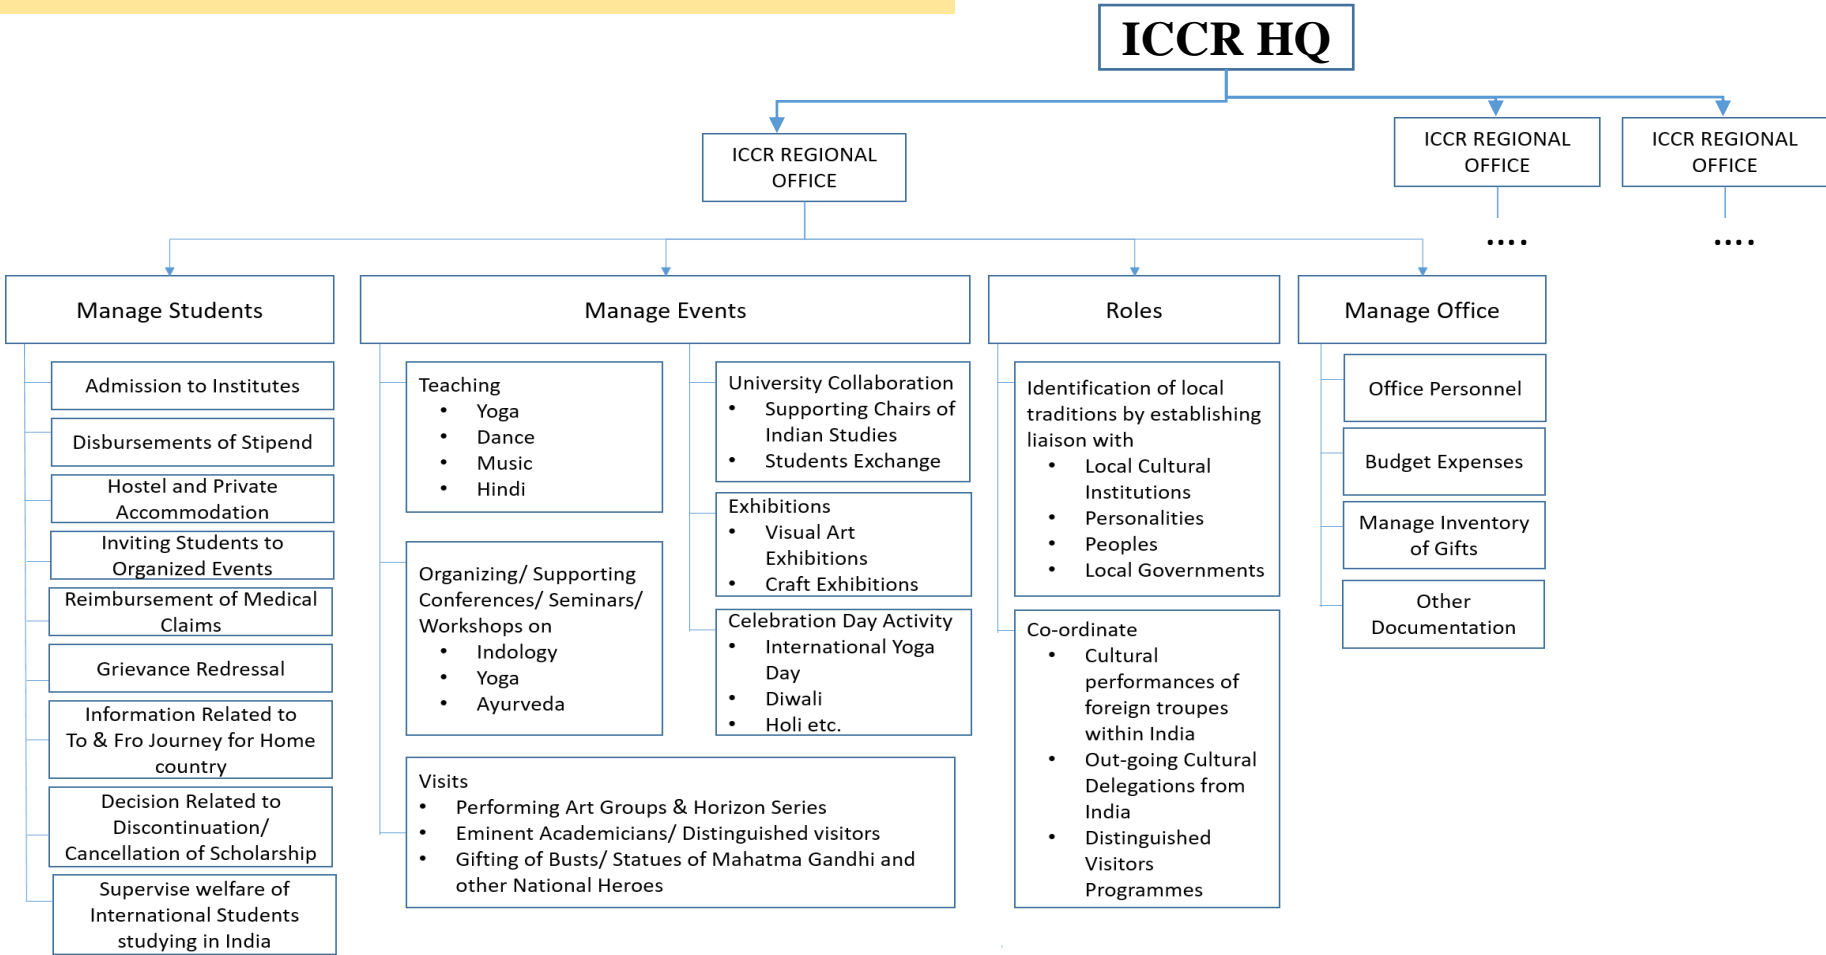 ICCR HQ
ICCR REGIONAL
OFFICE
ICCR REGIONAL
OFFICE
ICCR REGIONAL
OFFICE
....
....
Manage Students
Admission to Institutes
Disbursements of Stipend
Hostel and Private
Accommodation
Inviting Students to
Organized Events
Reimbursement of Medical
Claims
Grievance Redressal
Information Related to
To & Fro Journey for Home
country
Decision Related to
Discontinuation/
Cancellation of Scholarship
Supervise welfare of
International Students
studying in India
Manage Events
Teaching
• Yoga
• Dance
• Music
• Hindi
Organizing/ Supporting
Conferences/ Seminars/
Workshops on
• Indology
• Yoga
• Ayurveda
University Collaboration
• Supporting Chairs of
Indian Studies
• Students Exchange
Exhibitions
• Visual Art
Exhibitions
• Craft Exhibitions
Celebration Day Activity
• International Yoga
Day
• Diwali
• Holi etc.
Visits
• Performing Art Groups & Horizon Series
• Eminent Academicians/ Distinguished visitors
• Gifting of Busts/ Statues of Mahatma Gandhi and
other National Heroes
Roles
Identification of local
traditions by establishing
liaison with
• Local Cultural
Institutions
• Personalities
• Peoples
• Local Governments
Co-ordinate
• Cultural
performances of
foreign troupes
within India
• Out-going Cultural
Delegations from
India
• Distinguished
Visitors
Programmes
Manage Office
Office Personnel
Budget Expenses
Manage Inventory
of Gifts
Other
Documentation